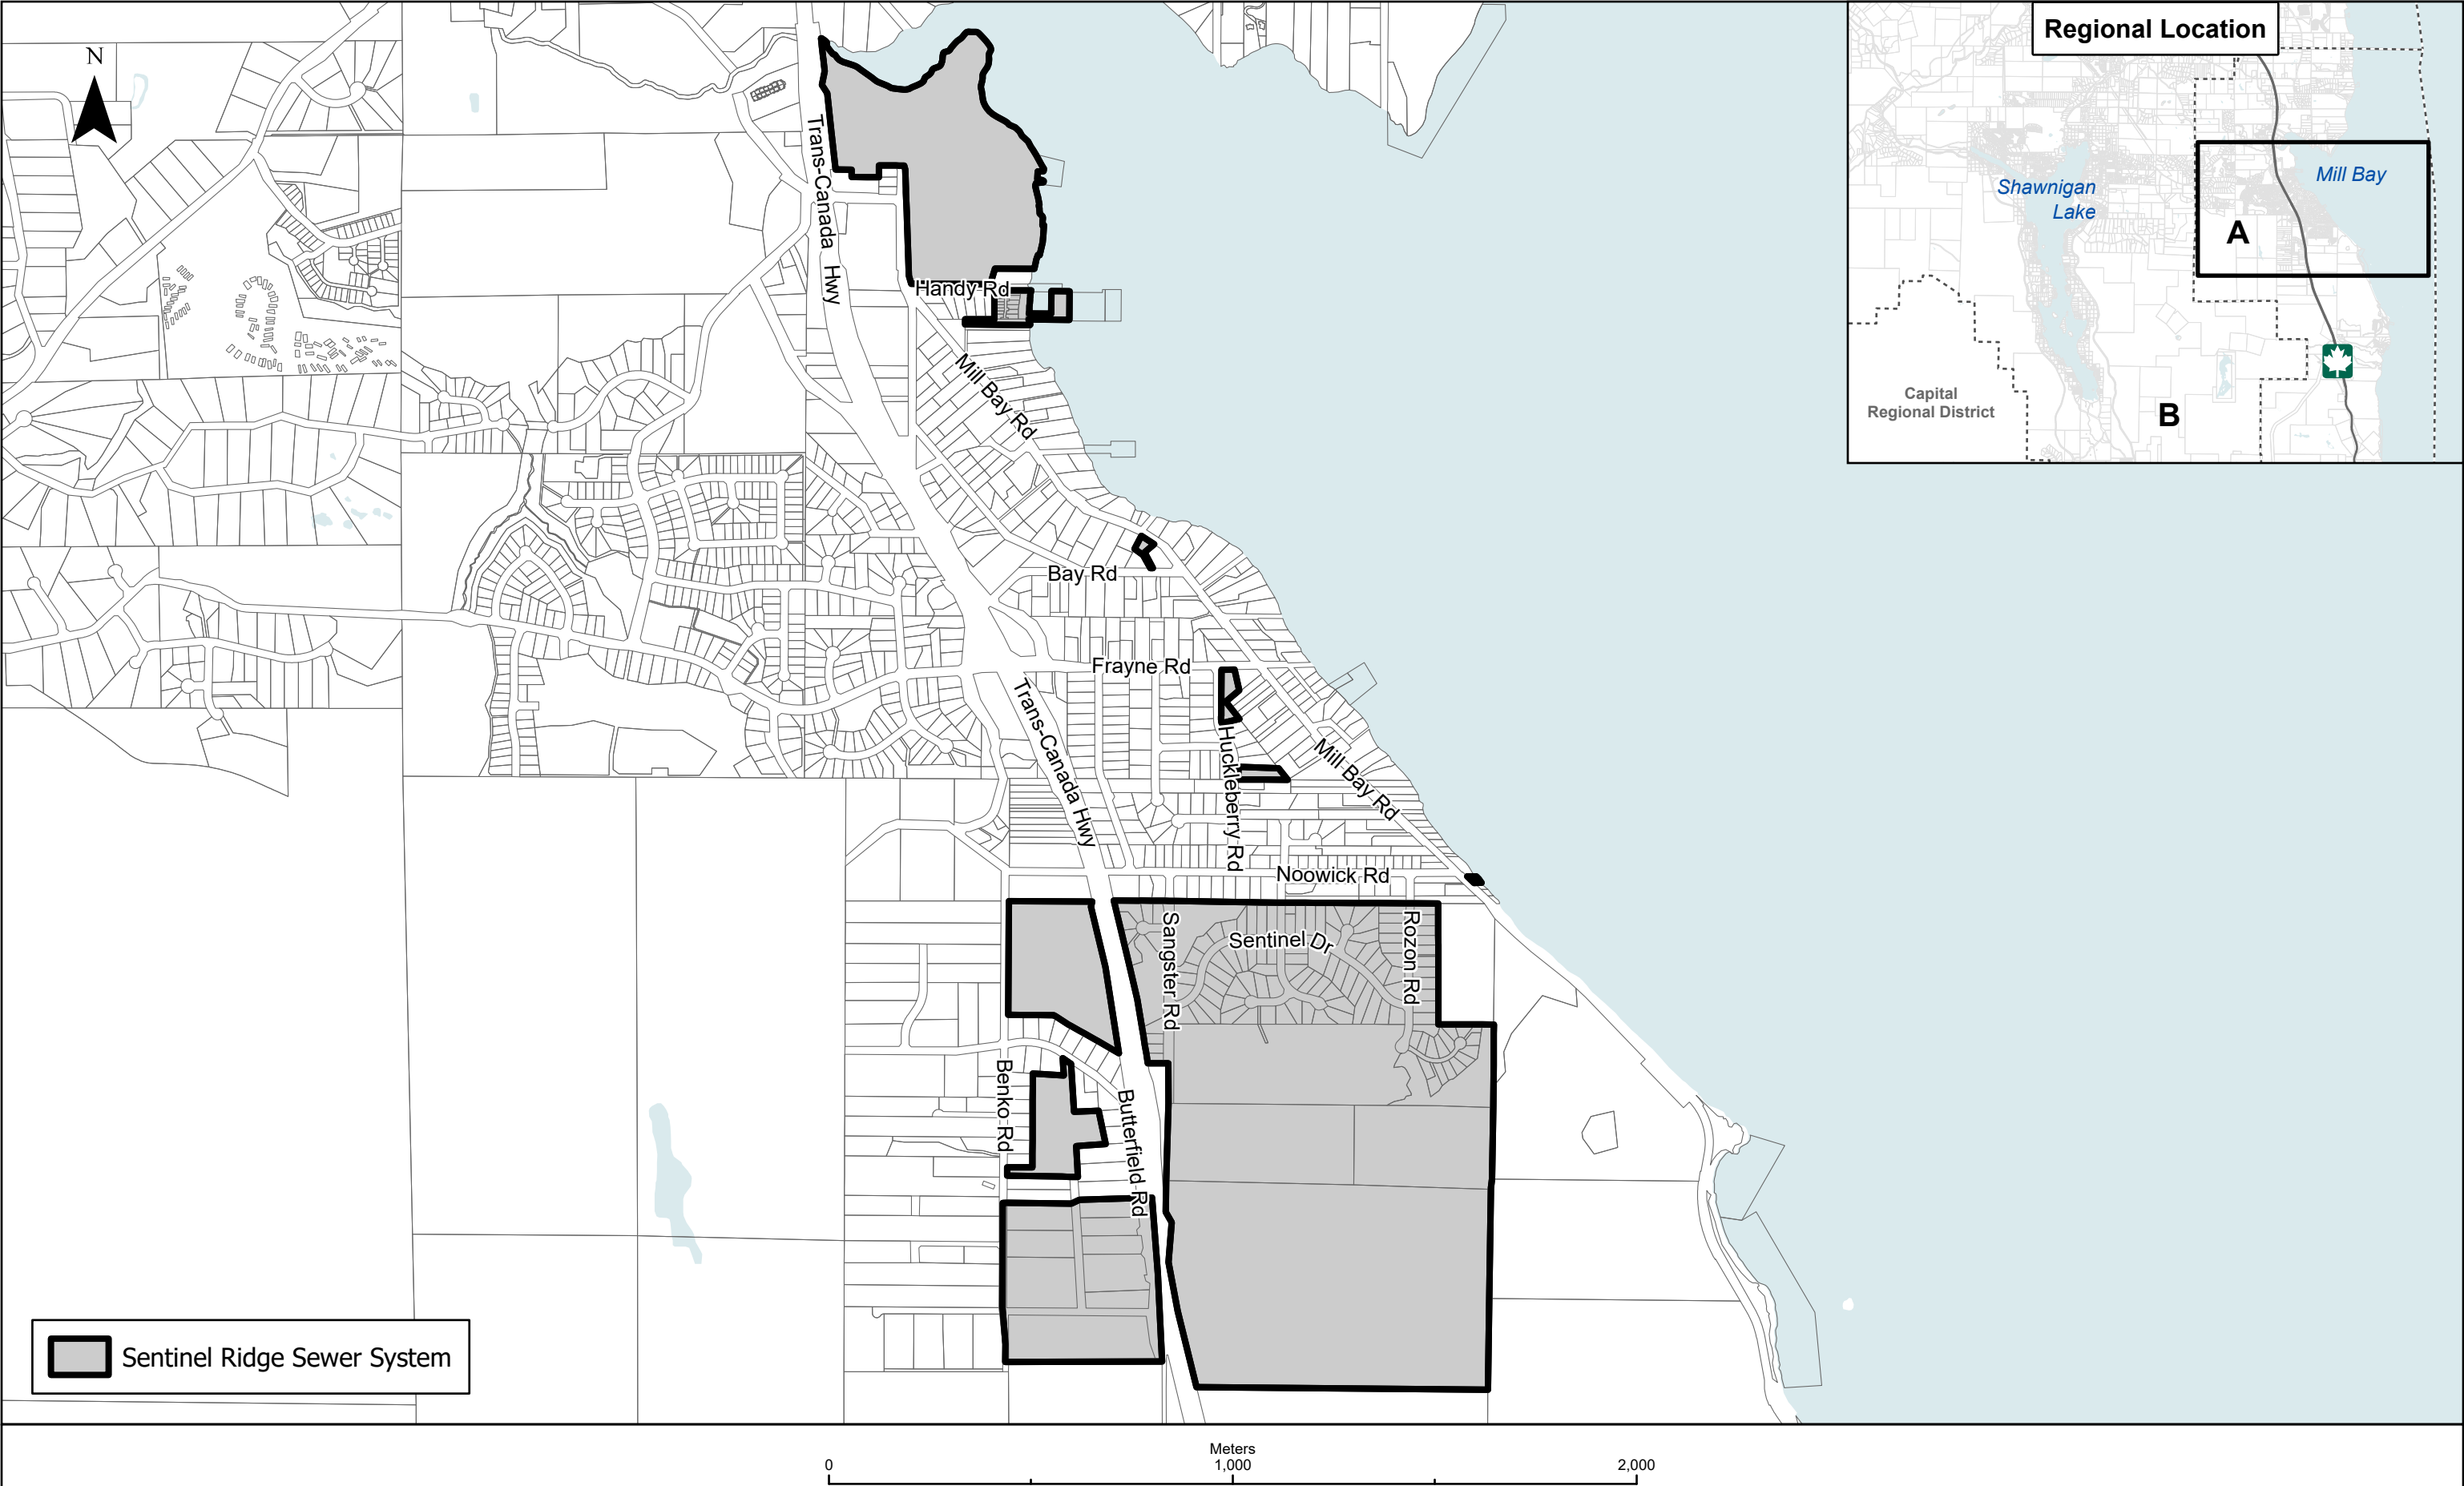 N
Regional Location
Shawnigan
Lake
Mill Bay
A
B
Capital
Regional District
Trans-Canada Hwy
Handy Rd
Mill Bay Rd
Bay Rd
Frayne Rd
Trans-Canada Hwy
Huckleberry Rd
Mill Bay Rd
Noowick Rd
Sangster Rd
Sentinel Dr
Rozon Rd
Benko Rd
Butterfield Rd
Sentinel Ridge Sewer System
Meters
0 1,000 2,000